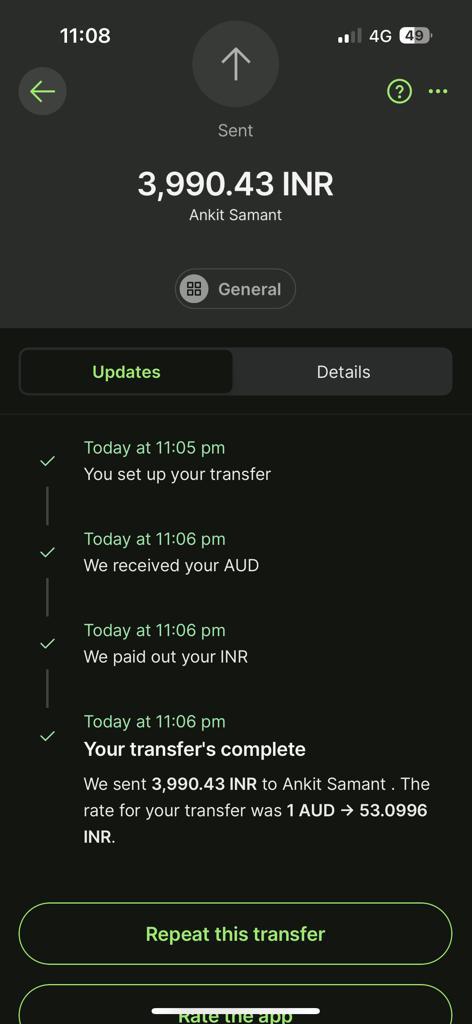 11:08
4G 49
?
Sent
3,990.43 INR
Ankit Samant
General
Updates Details
Today at 11:05 pm
You set up your transfer
Today at 11:06 pm
We received your AUD
Today at 11:06 pm
We paid out your INR
Today at 11:06 pm
Your transfer's complete
We sent 3,990.43 INR to Ankit Samant . The
rate for your transfer was 1 AUD → 53.0996
INR.
Repeat this transfer
Rate the app